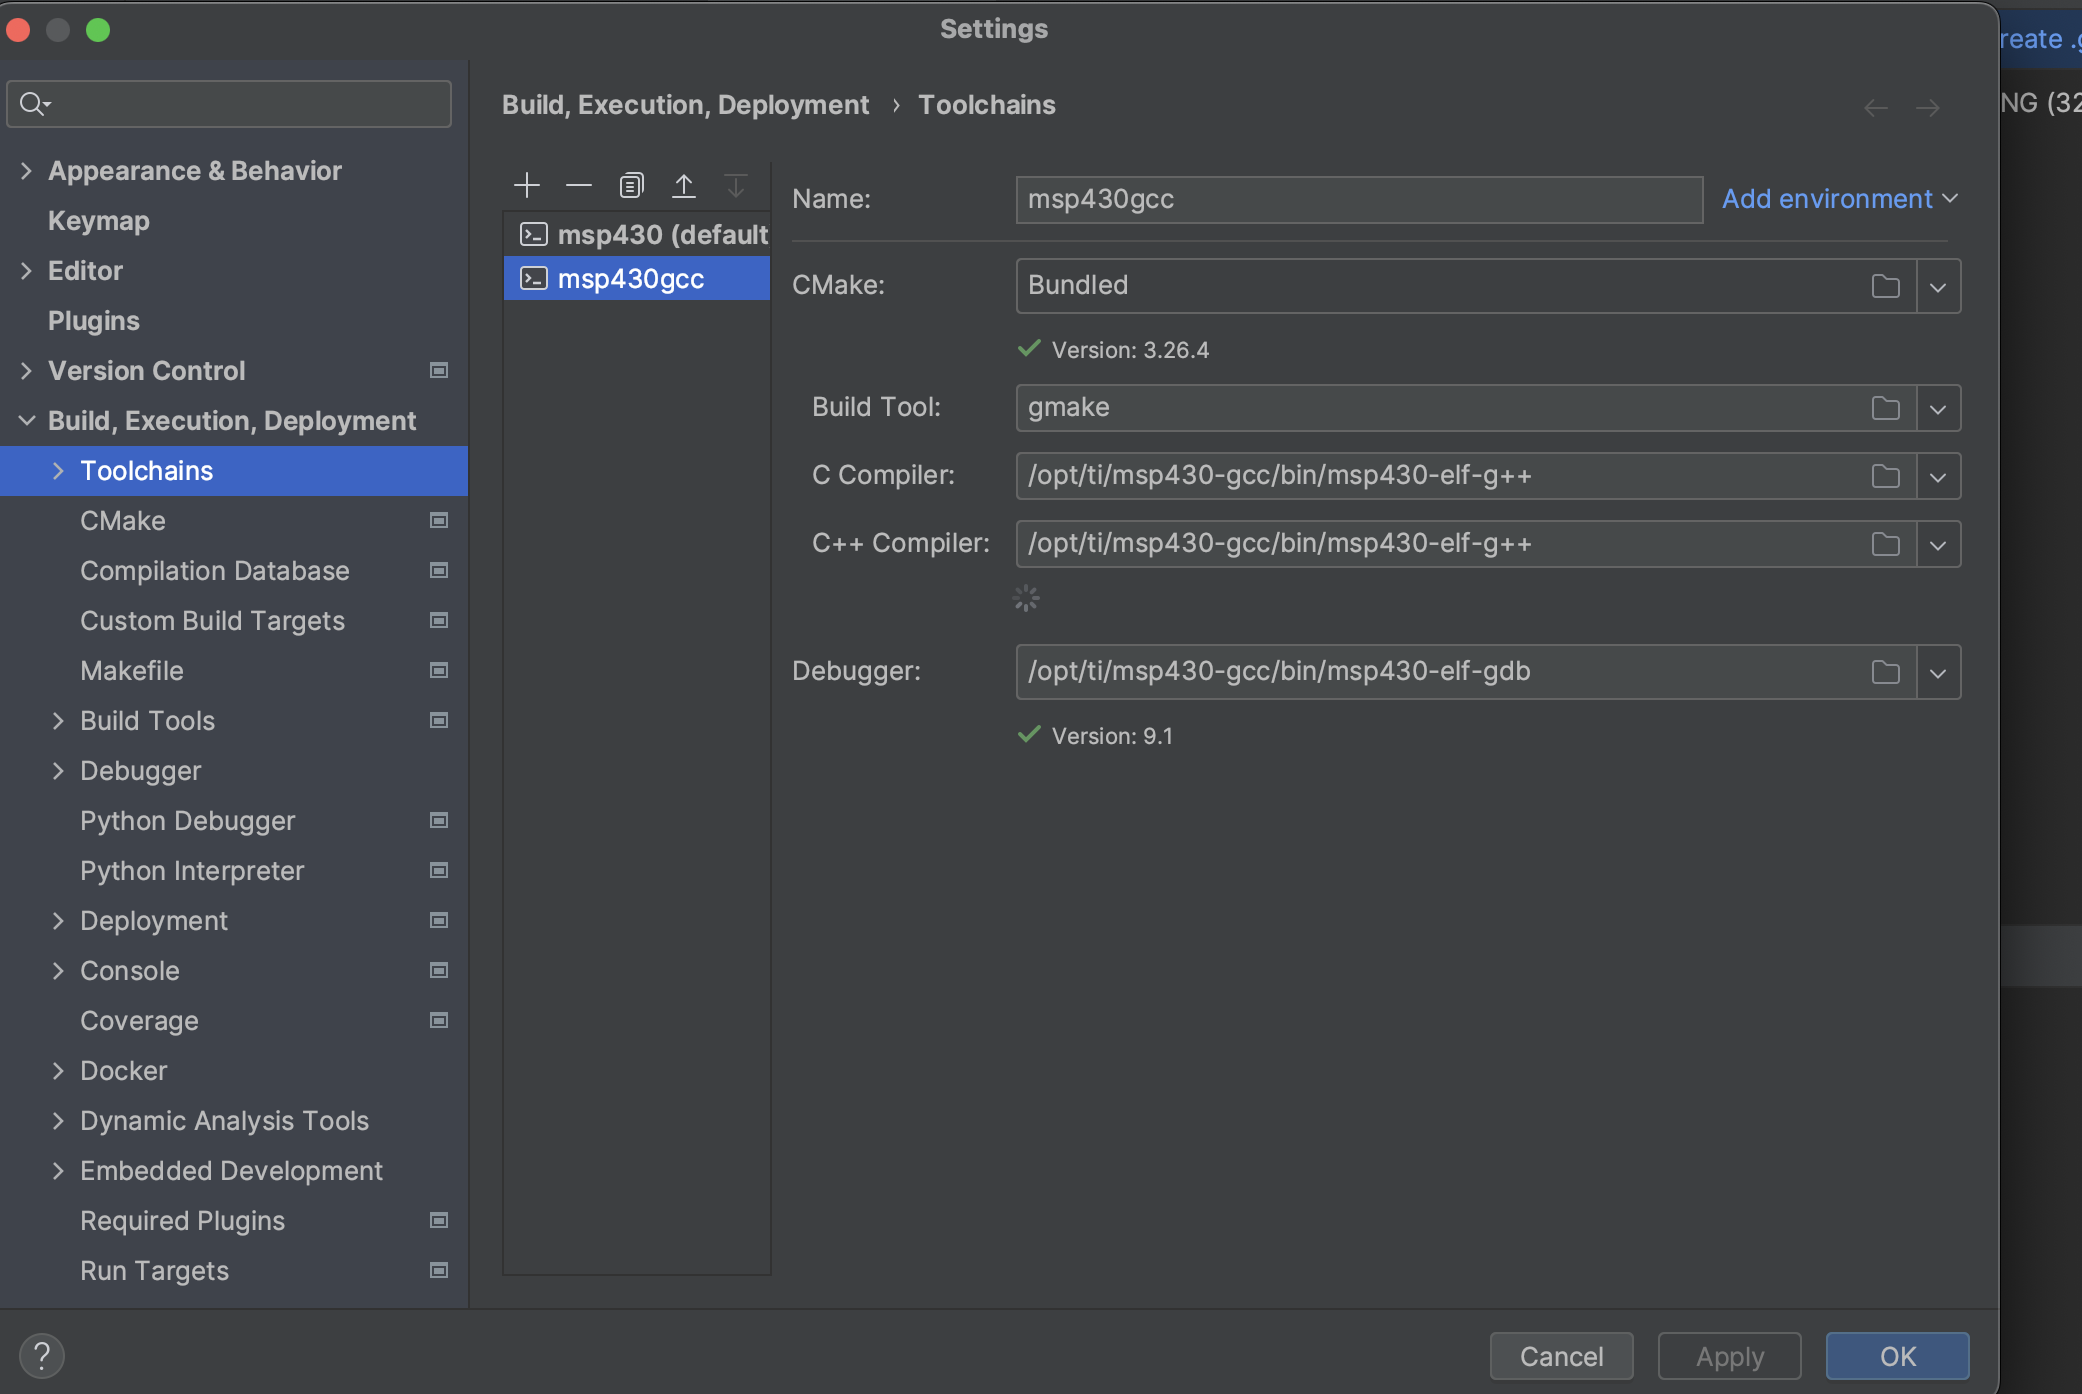 Settings
Build, Execution, Deployment › Toolchains
Appearance & Behavior
Keymap
Editor
Plugins
Version Control
Build, Execution, Deployment
Toolchains
CMake
Compilation Database
Custom Build Targets
Makefile
Build Tools
Debugger
Python Debugger
Python Interpreter
Deployment
Console
Coverage
Docker
Dynamic Analysis Tools
Embedded Development
Required Plugins
Run Targets
msp430 (default
msp430gcc
Name: msp430gcc Add environment
CMake: Bundled
Version: 3.26.4
Build Tool: gmake
C Compiler: /opt/ti/msp430-gcc/bin/msp430-elf-g++
C++ Compiler: /opt/ti/msp430-gcc/bin/msp430-elf-g++
Debugger: /opt/ti/msp430-gcc/bin/msp430-elf-gdb
Version: 9.1
? Cancel Apply OK
reate .g
NG (32